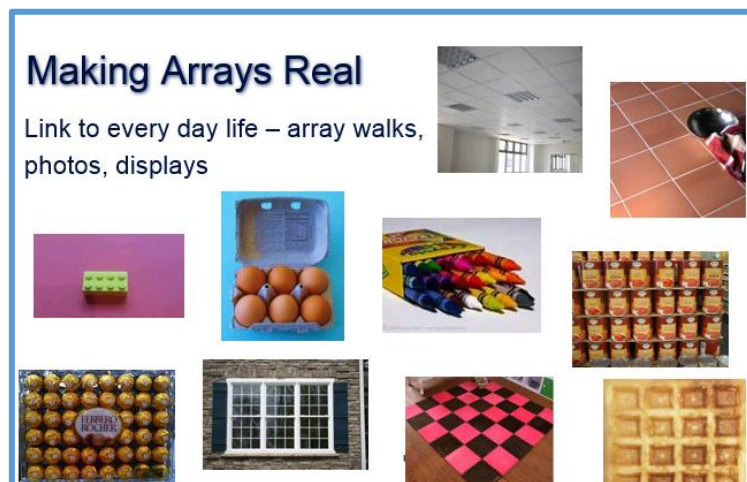 Making Arrays Real
Link to every day life – array walks,
photos, displays
FERRERO
ROCHER